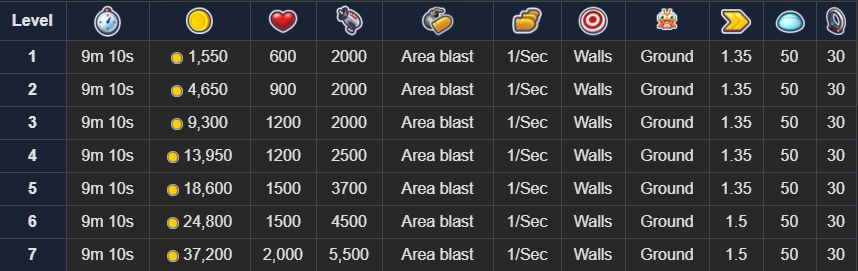 Level
1 9m 10s 1,550 600 2000 Area blast 1/Sec Walls Ground 1.35 50 30
2 9m 10s 4,650 900 2000 Area blast 1/Sec Walls Ground 1.35 50 30
3 9m 10s 9,300 1200 2000 Area blast 1/Sec Walls Ground 1.35 50 30
4 9m 10s 13,950 1200 2500 Area blast 1/Sec Walls Ground 1.35 50 30
5 9m 10s 18,600 1500 3700 Area blast 1/Sec Walls Ground 1.35 50 30
6 9m 10s 24,800 1500 4500 Area blast 1/Sec Walls Ground 1.5 50 30
7 9m 10s 37,200 2,000 5,500 Area blast 1/Sec Walls Ground 1.5 50 30